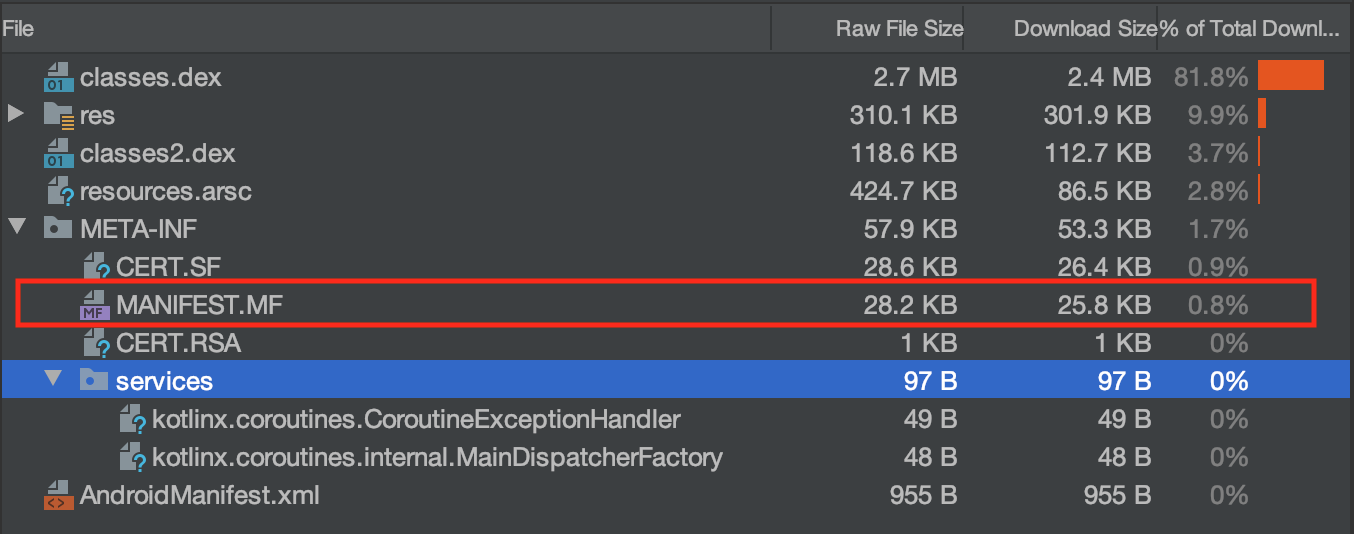 File Raw File Size Download Size % of Total Downl...
01 classes.dex 2.7 MB 2.4 MB 81.8%
res 310.1 KB 301.9 KB 9.9%
01 classes2.dex 118.6 KB 112.7 KB 3.7%
? resources.arsc 424.7 KB 86.5 KB 2.8%
META-INF 57.9 KB 53.3 KB 1.7%
? CERT.SF 28.6 KB 26.4 KB 0.9%
MF MANIFEST.MF 28.2 KB 25.8 KB 0.8%
? CERT.RSA 1 KB 1 KB 0%
services 97 B 97 B 0%
? kotlinx.coroutines.CoroutineExceptionHandler 49 B 49 B 0%
? kotlinx.coroutines.internal.MainDispatcherFactory 48 B 48 B 0%
<> AndroidManifest.xml 955 B 955 B 0%